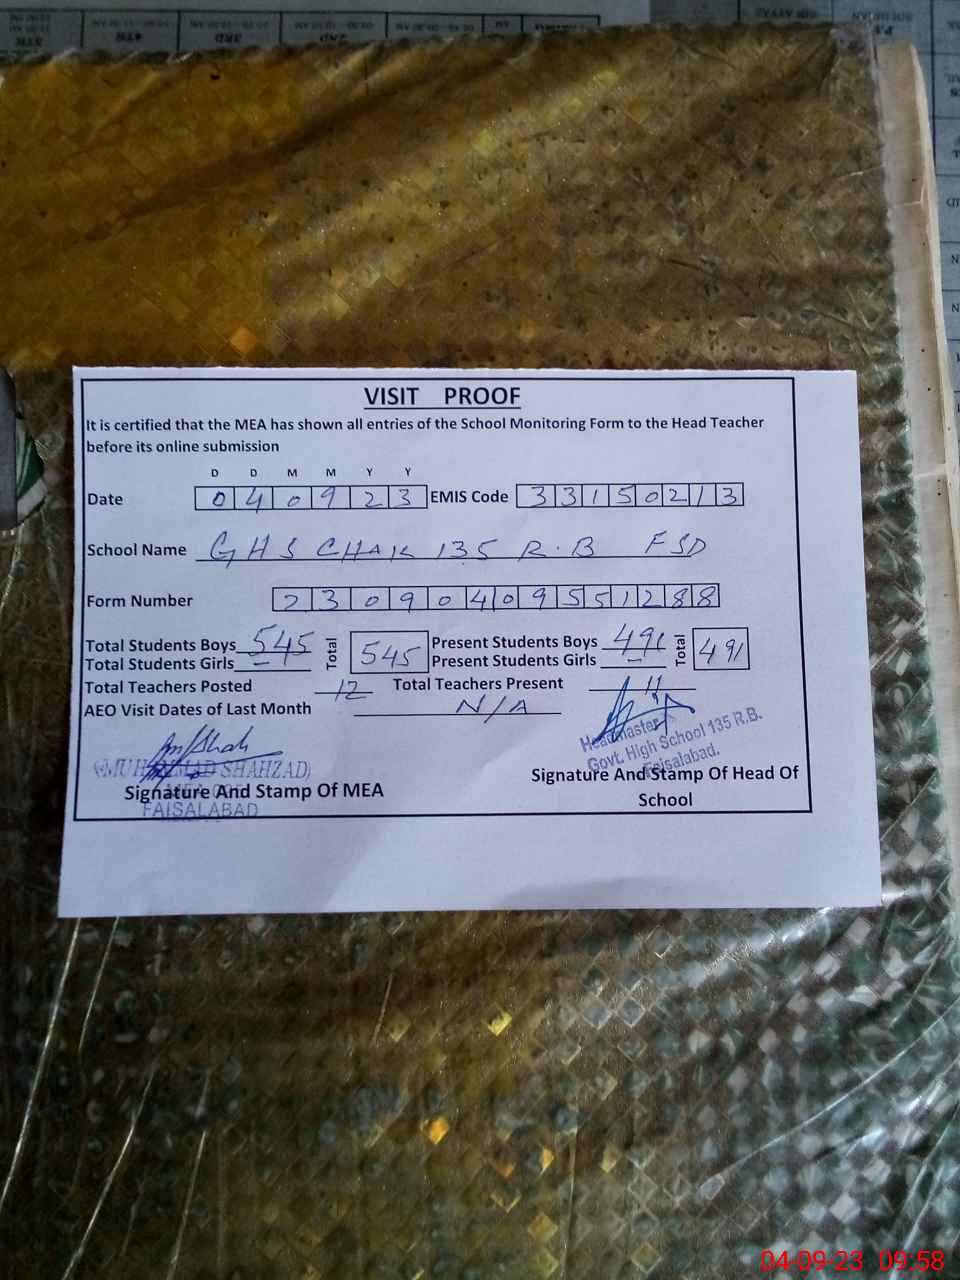 5TH 4TH 3RD 2ND
VISIT PROOF
It is certified that the MEA has shown all entries of the School Monitoring Form to the Head Teacher
before its online submission
D D M M Y Y
Date 0 4 0 9 2 3 EMIS Code 3 3 1 5 0 2 1 3
School Name GHS CHAK 135 R.B FSD
Form Number 2 3 0 9 0 4 0 9 5 5 1 2 8 8
Total Students Boys 545 Total 545 Present Students Boys 491 Total 491
Total Students Girls - Present Students Girls -
Total Teachers Posted 12 Total Teachers Present 11
AEO Visit Dates of Last Month N/A
Headmaster
Govt. High School 135 R.B.
Faisalabad.
(MUHAMMAD SHAHZAD)
MEA
FAISALABAD
Signature And Stamp Of MEA
Signature And Stamp Of Head Of
School
04-09-23 09:58